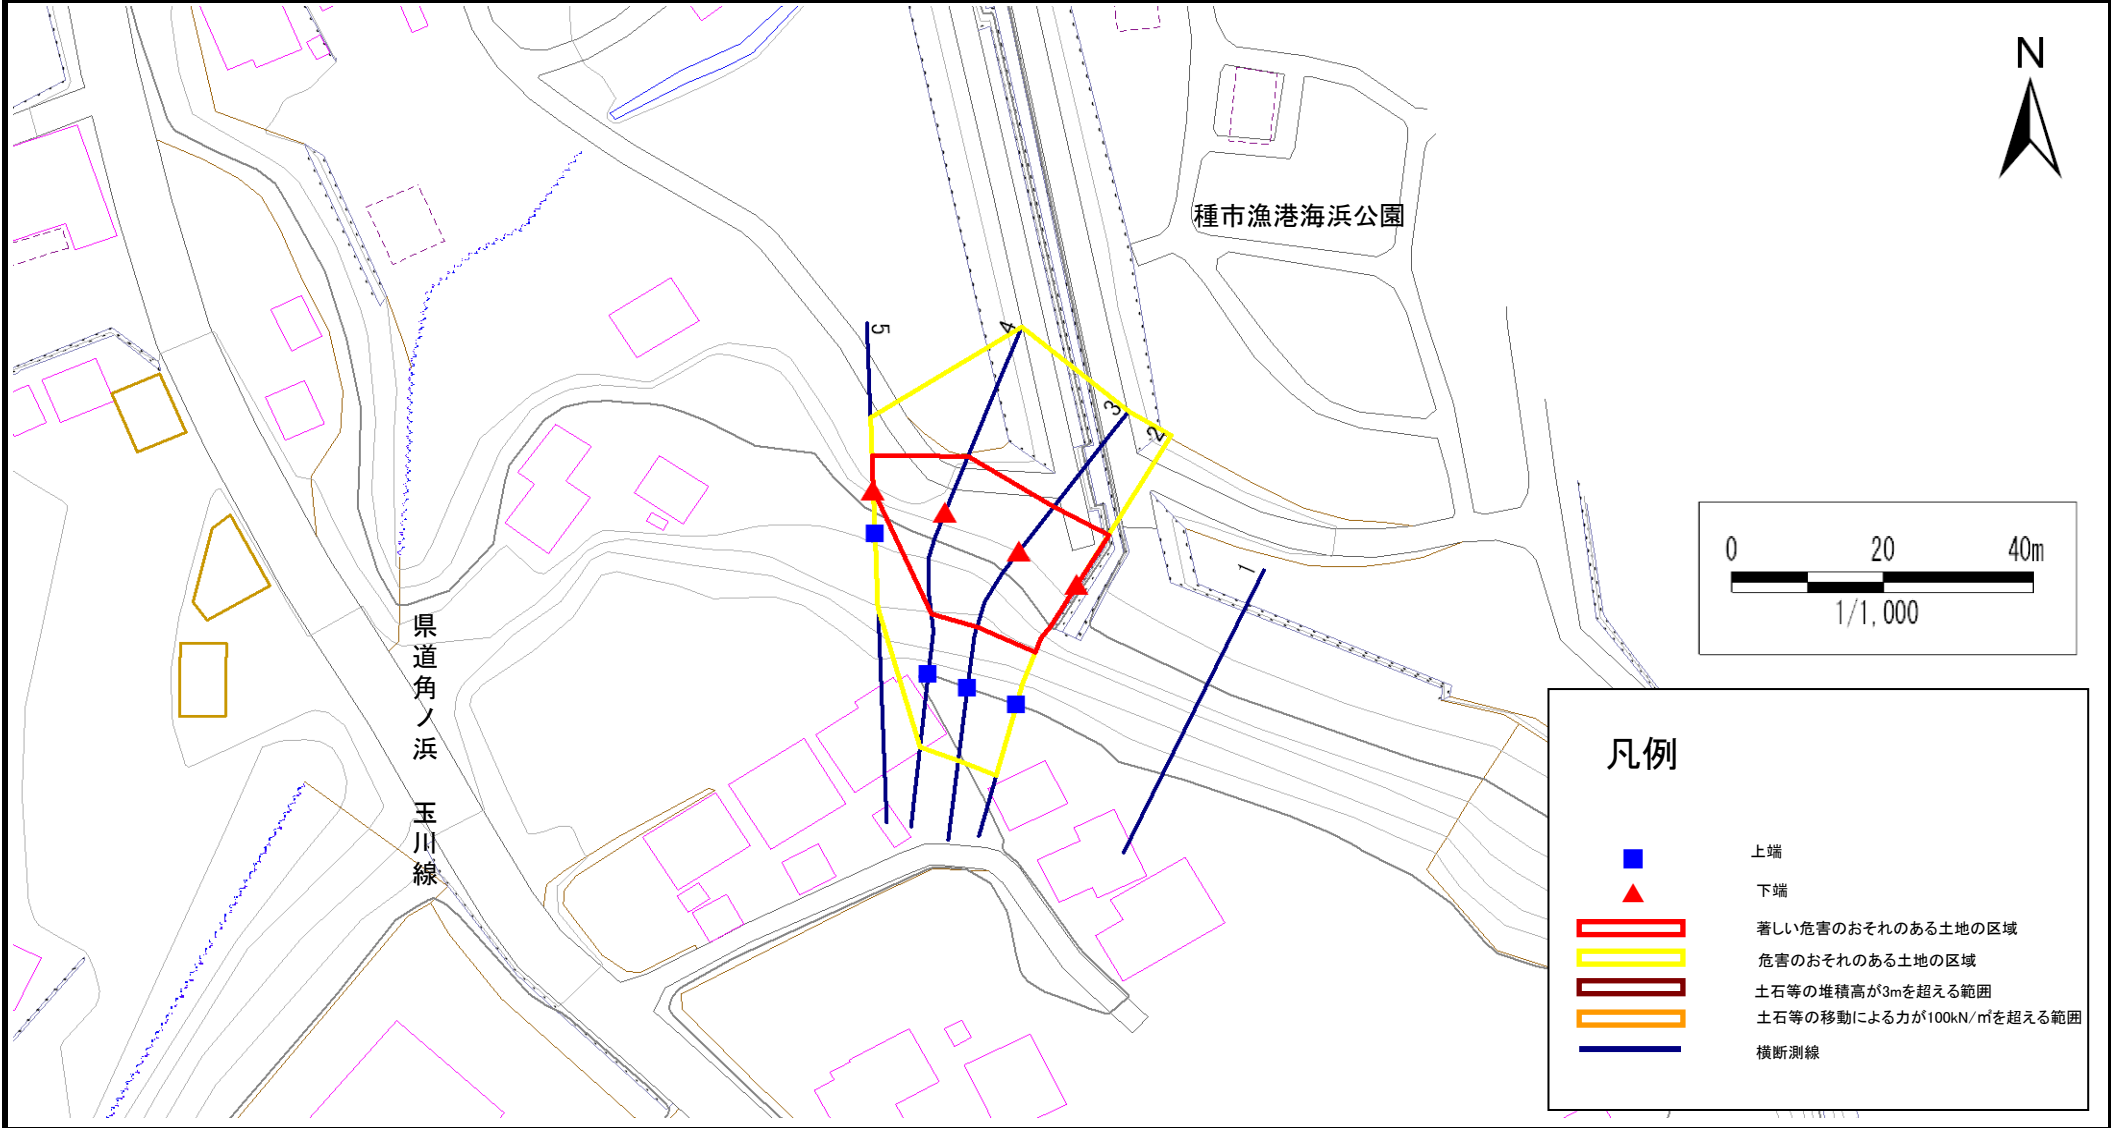 N
種市漁港海浜公園
5
4
3
2
1
0 20 40m
1/1,000
県道角ノ浜玉川線
凡例
上端
下端
著しい危害のおそれのある土地の区域
危害のおそれのある土地の区域
土石等の堆積高が3mを超える範囲
土石等の移動による力が100kN/㎡を超える範囲
横断測線